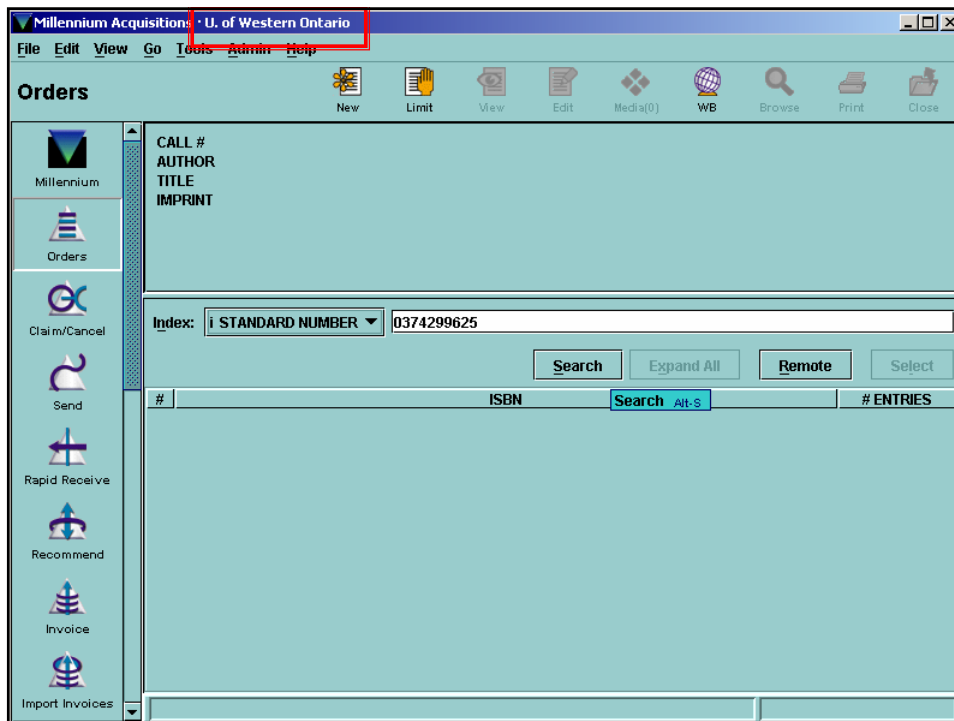 Millennium Acquisitions · U. of Western Ontario
File Edit View Go Tools Admin Help
Orders
New Limit View Edit Media(0) WB Browse Print Close
Millennium
Orders
Claim/Cancel
Send
Rapid Receive
Recommend
Invoice
Import Invoices
CALL #
AUTHOR
TITLE
IMPRINT
Index: i STANDARD NUMBER 0374299625
Search Expand All Remote Select
# ISBN # ENTRIES
Search Alt-S